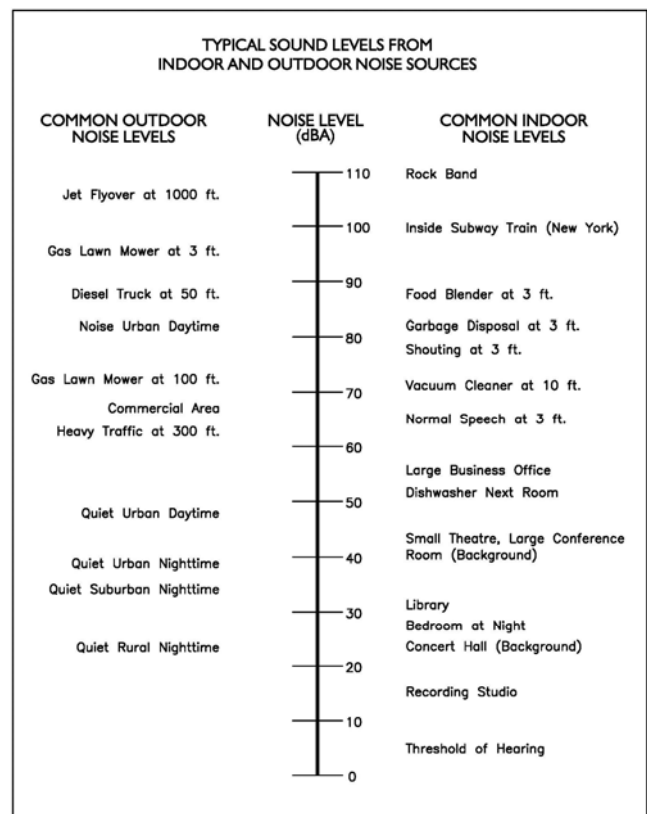 TYPICAL SOUND LEVELS FROM
INDOOR AND OUTDOOR NOISE SOURCES
COMMON OUTDOOR
NOISE LEVELS
NOISE LEVEL
(dBA)
COMMON INDOOR
NOISE LEVELS
110
Rock Band
Jet Flyover at 1000 ft.
100
Inside Subway Train (New York)
Gas Lawn Mower at 3 ft.
90
Diesel Truck at 50 ft.
Food Blender at 3 ft.
Noise Urban Daytime
Garbage Disposal at 3 ft.
80
Shouting at 3 ft.
Gas Lawn Mower at 100 ft.
Vacuum Cleaner at 10 ft.
70
Commercial Area
Normal Speech at 3 ft.
Heavy Traffic at 300 ft.
60
Large Business Office
Dishwasher Next Room
50
Quiet Urban Daytime
Small Theatre, Large Conference
Room (Background)
40
Quiet Urban Nighttime
Quiet Suburban Nighttime
Library
30
Bedroom at Night
Quiet Rural Nighttime
Concert Hall (Background)
20
Recording Studio
10
Threshold of Hearing
0